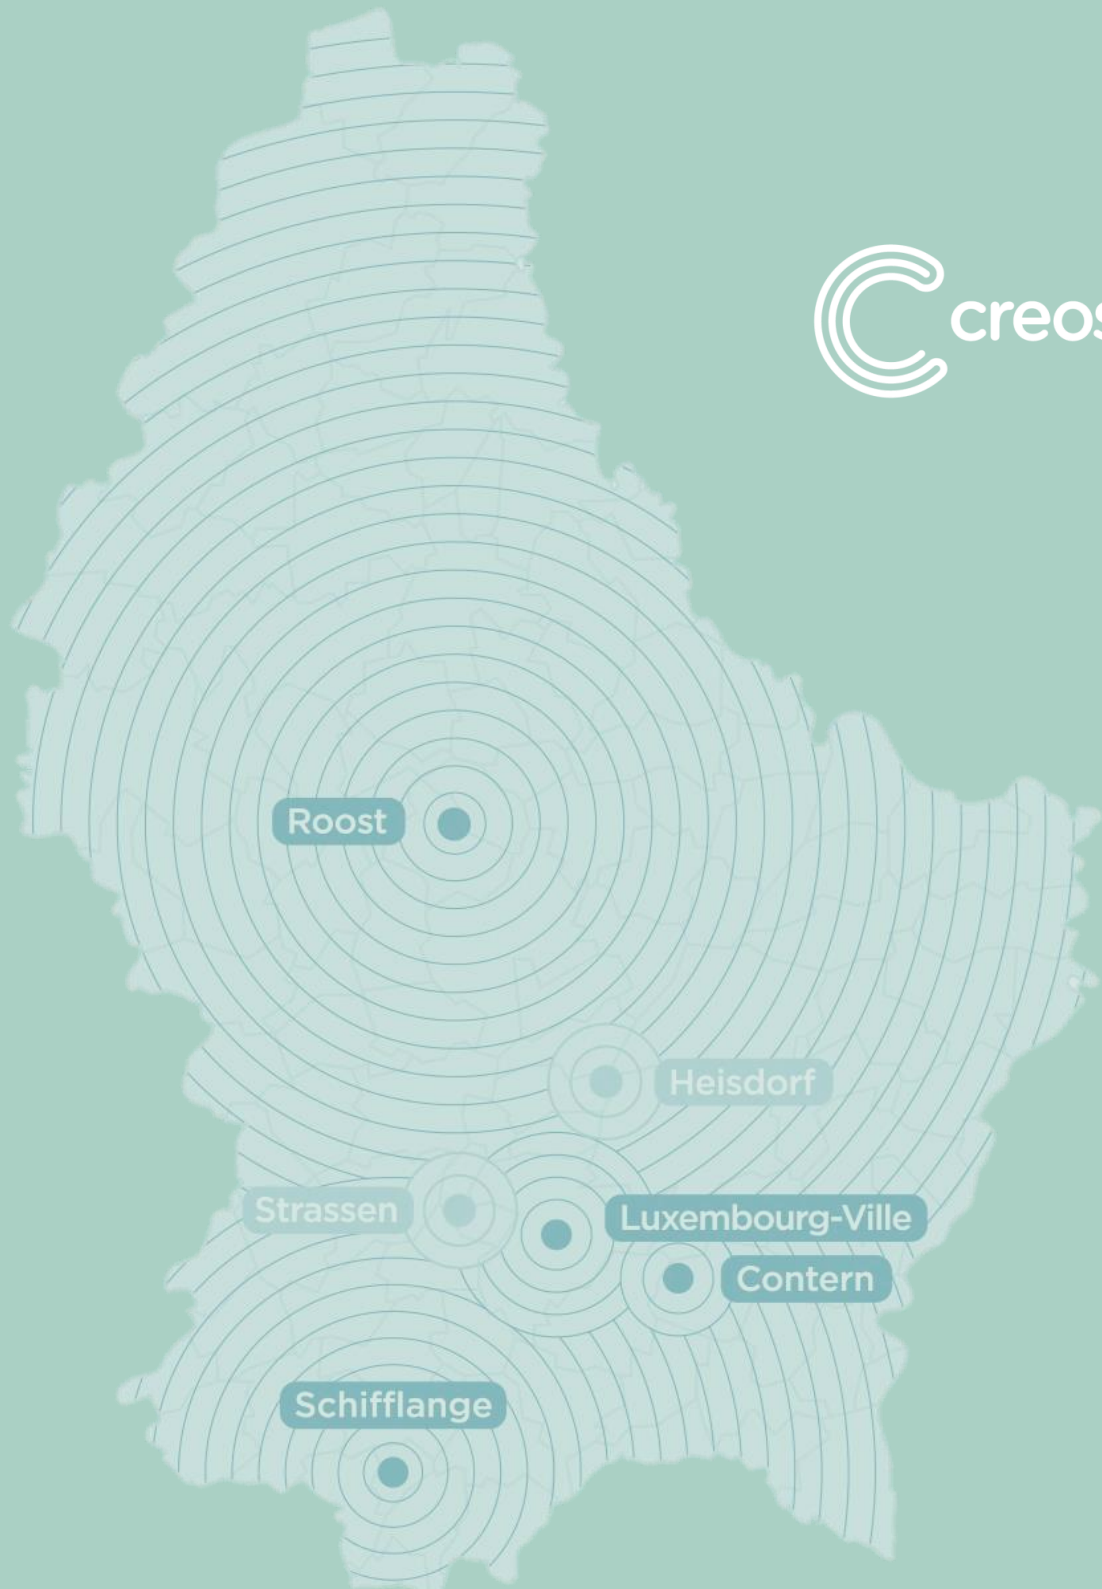 creos
Roost
Heisdorf
Strassen
Luxembourg-Ville
Contern
Schifflange